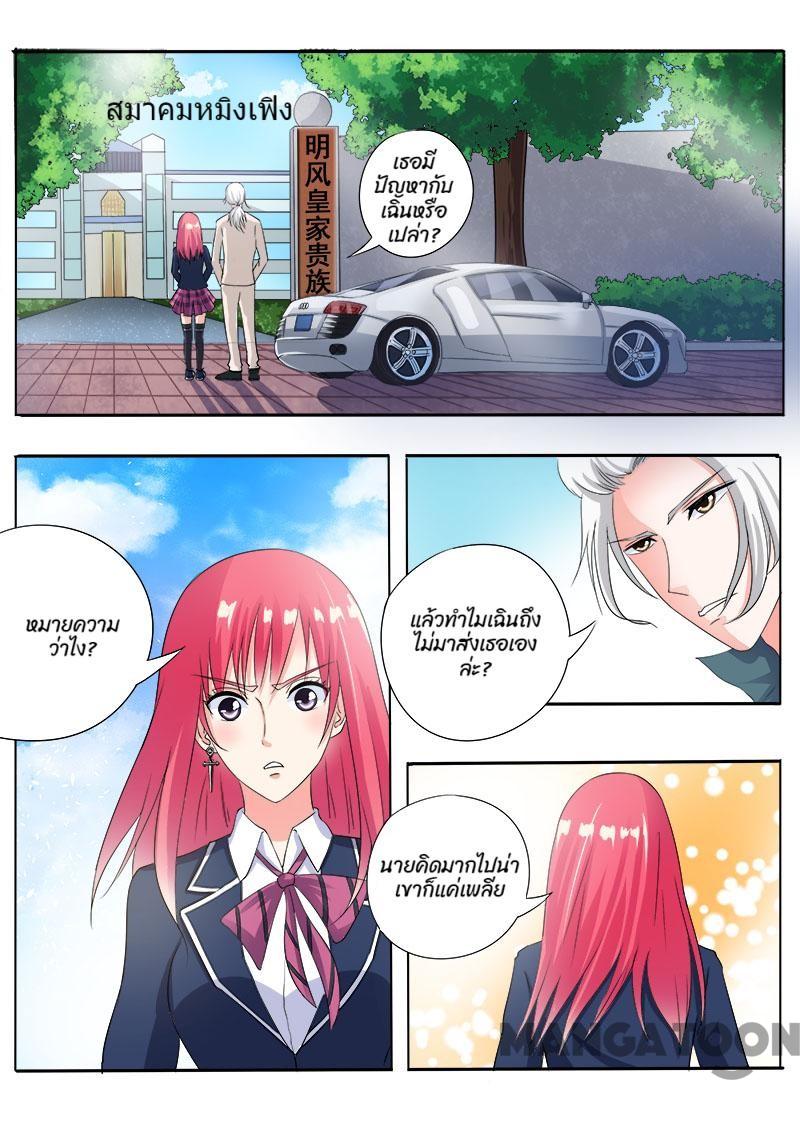 สมาคมหมิงเฟิง
明风皇家贵族
เธอมี
ปัญหากับ
เฉินหรือ
เปล่า?
หมายความ
ว่าไง?
แล้วทำไมเฉินถึง
ไม่มาส่งเธอเอง
ล่ะ?
นายคิดมากไปน่า
เขาก็แค่เพลีย
MANGATOON